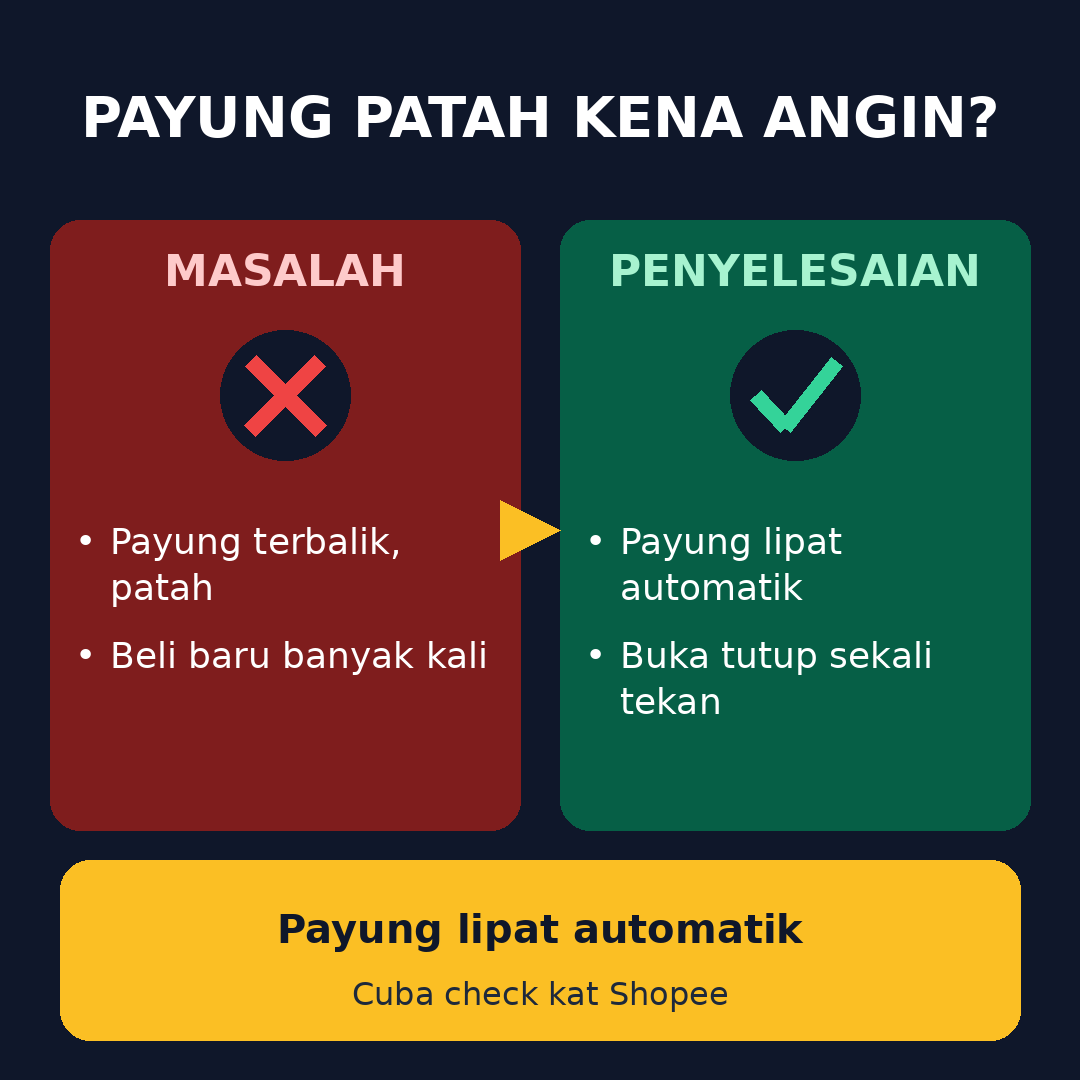 PAYUNG PATAH KENA ANGIN?
MASALAH
• Payung terbalik,
patah
• Beli baru banyak kali
PENYELESAIAN
• Payung lipat
automatik
• Buka tutup sekali
tekan
Payung lipat automatik
Cuba check kat Shopee